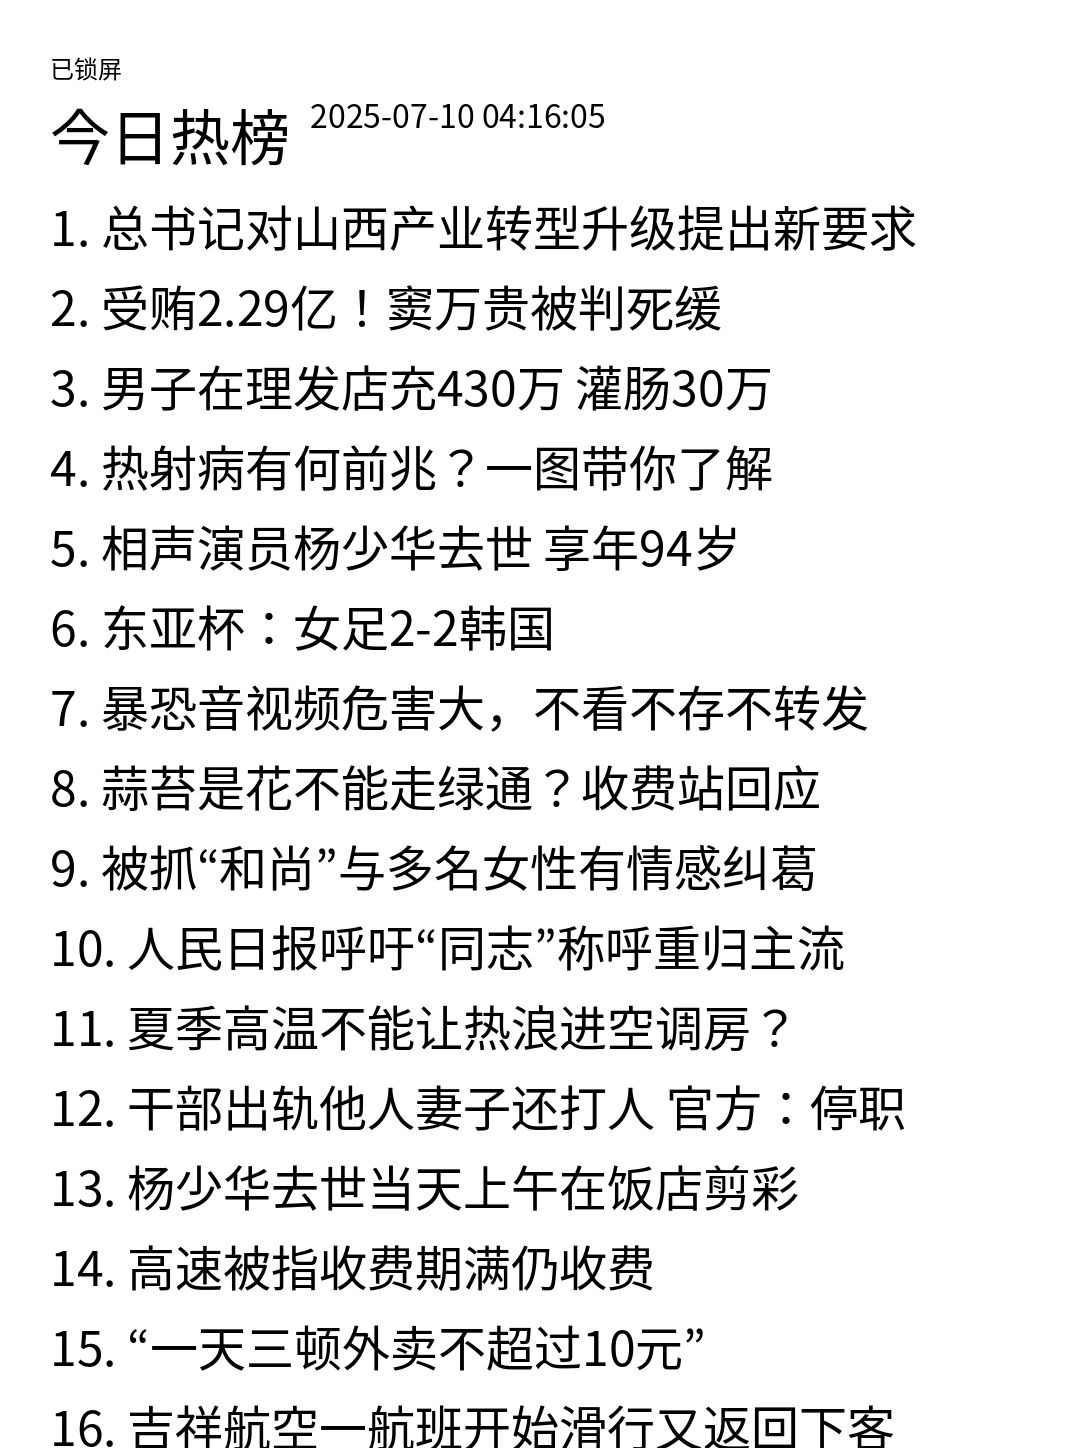 已锁屏
今日热榜 2025-07-10 04:16:05
1. 总书记对山西产业转型升级提出新要求
2. 受贿2.29亿！窦万贵被判死缓
3. 男子在理发店充430万 灌肠30万
4. 热射病有何前兆？一图带你了解
5. 相声演员杨少华去世 享年94岁
6. 东亚杯：女足2-2韩国
7. 暴恐音视频危害大，不看不存不转发
8. 蒜苔是花不能走绿通？收费站回应
9. 被抓“和尚”与多名女性有情感纠葛
10. 人民日报呼吁“同志”称呼重归主流
11. 夏季高温不能让热浪进空调房？
12. 干部出轨他人妻子还打人 官方：停职
13. 杨少华去世当天上午在饭店剪彩
14. 高速被指收费期满仍收费
15. “一天三顿外卖不超过10元”
16. 吉祥航空一航班开始滑行又返回下客